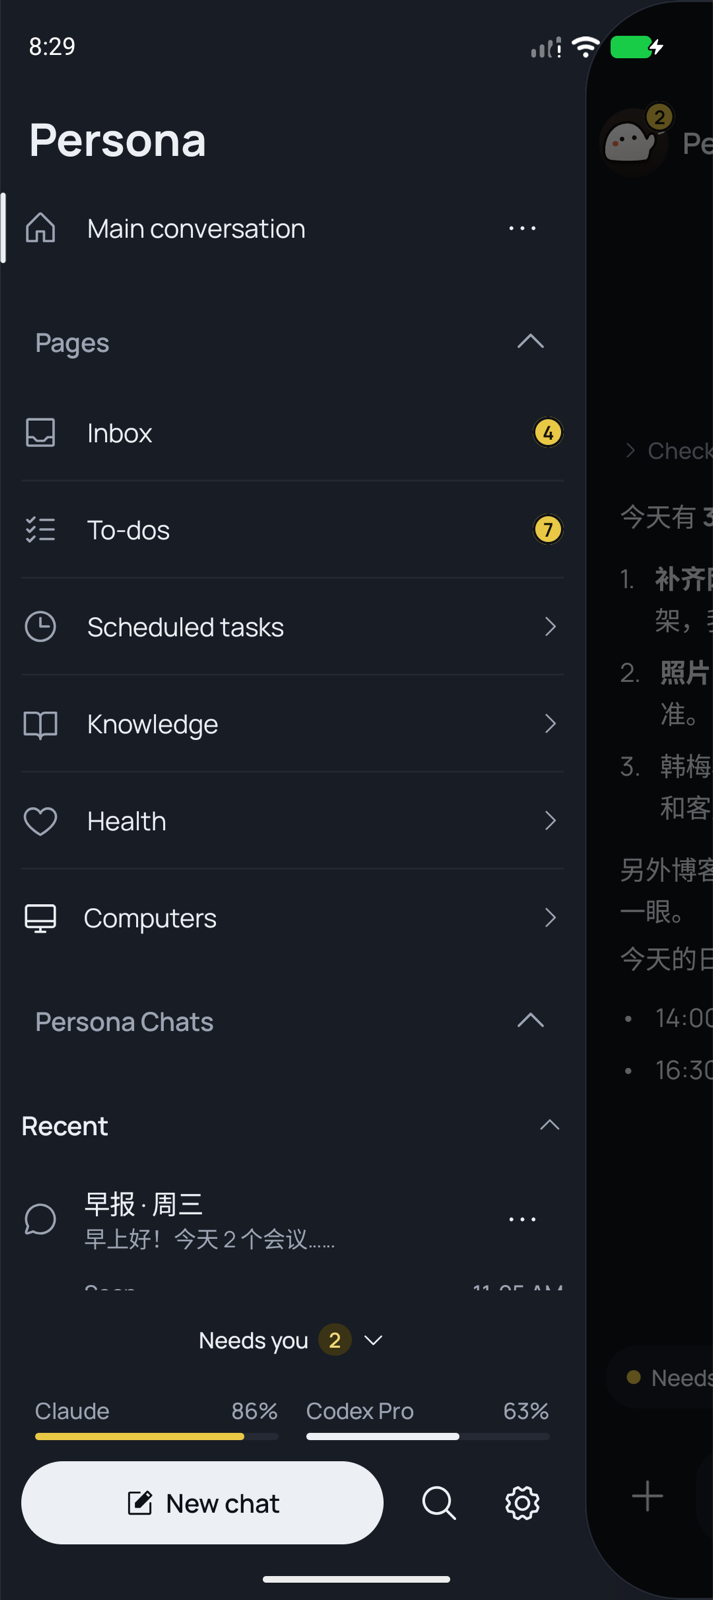 8:29
Persona
2
Pe
Main conversation
Pages
Inbox
4
To-dos
7
Scheduled tasks
Knowledge
Health
Computers
Persona Chats
Recent
早报 · 周三
早上好！今天 2 个会议……
Needs you 2
Claude 86%
Codex Pro 63%
New chat
Check
今天有 3
1. 补齐
架，
2. 照片
准。
3. 韩梅
和客
另外博客
一眼。
今天的日
• 14:00
• 16:30
Needs